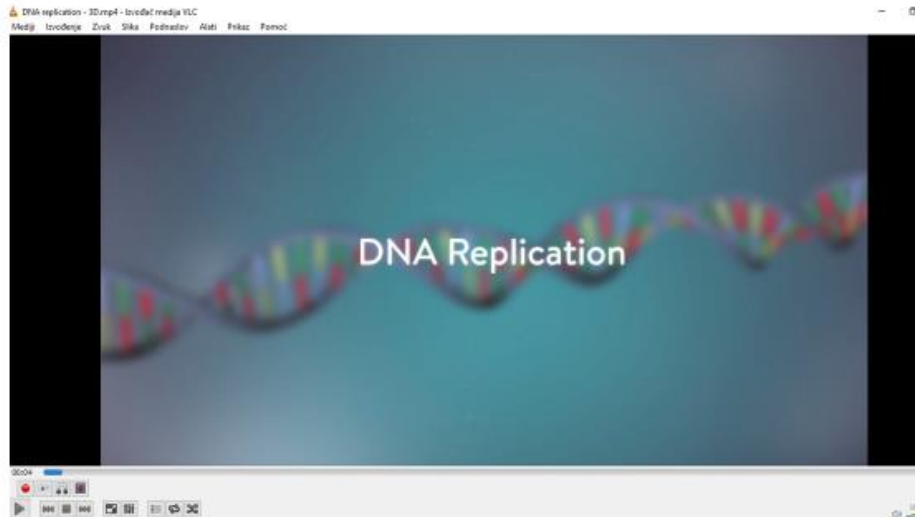 DNA replication - 3D.mp4 - Izvođač medija VLC
Mediji Izvođenje Zvuk Slika Podnaslov Alati Prikaz Pomoć
DNA Replication
00:04